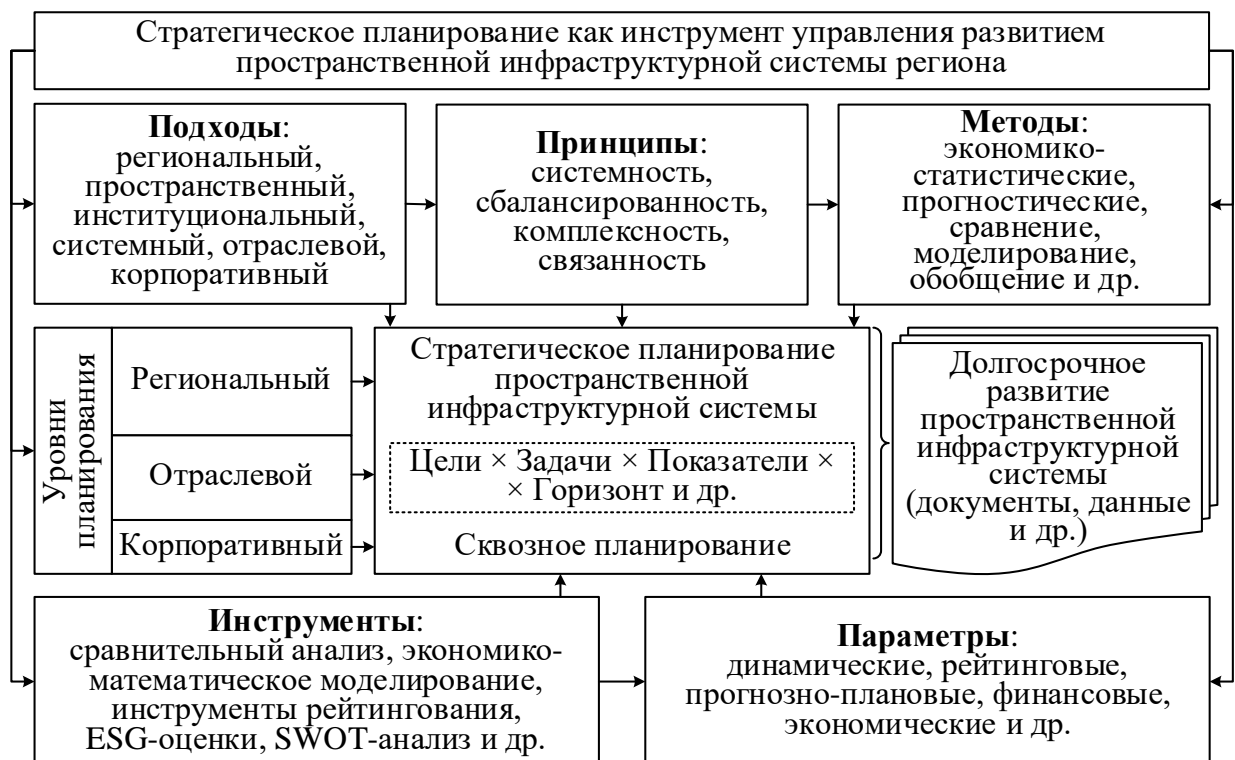 Стратегическое планирование как инструмент управления развитием
пространственной инфраструктурной системы региона
Подходы:
региональный,
пространственный,
институциональный,
системный, отраслевой,
корпоративный
Принципы:
системность,
сбалансированность,
комплексность,
связанность
Методы:
экономико-
статистические,
прогностические,
сравнение,
моделирование,
обобщение и др.
Уровни
планирования
Региональный
Отраслевой
Корпоративный
Стратегическое планирование
пространственной
инфраструктурной системы
Цели × Задачи × Показатели ×
× Горизонт и др.
Сквозное планирование
Долгосрочное
развитие
пространственной
инфраструктурной
системы
(документы, данные
и др.)
Инструменты:
сравнительный анализ, экономико-
математическое моделирование,
инструменты рейтингования,
ESG-оценки, SWOT-анализ и др.
Параметры:
динамические, рейтинговые,
прогнозно-плановые, финансовые,
экономические и др.